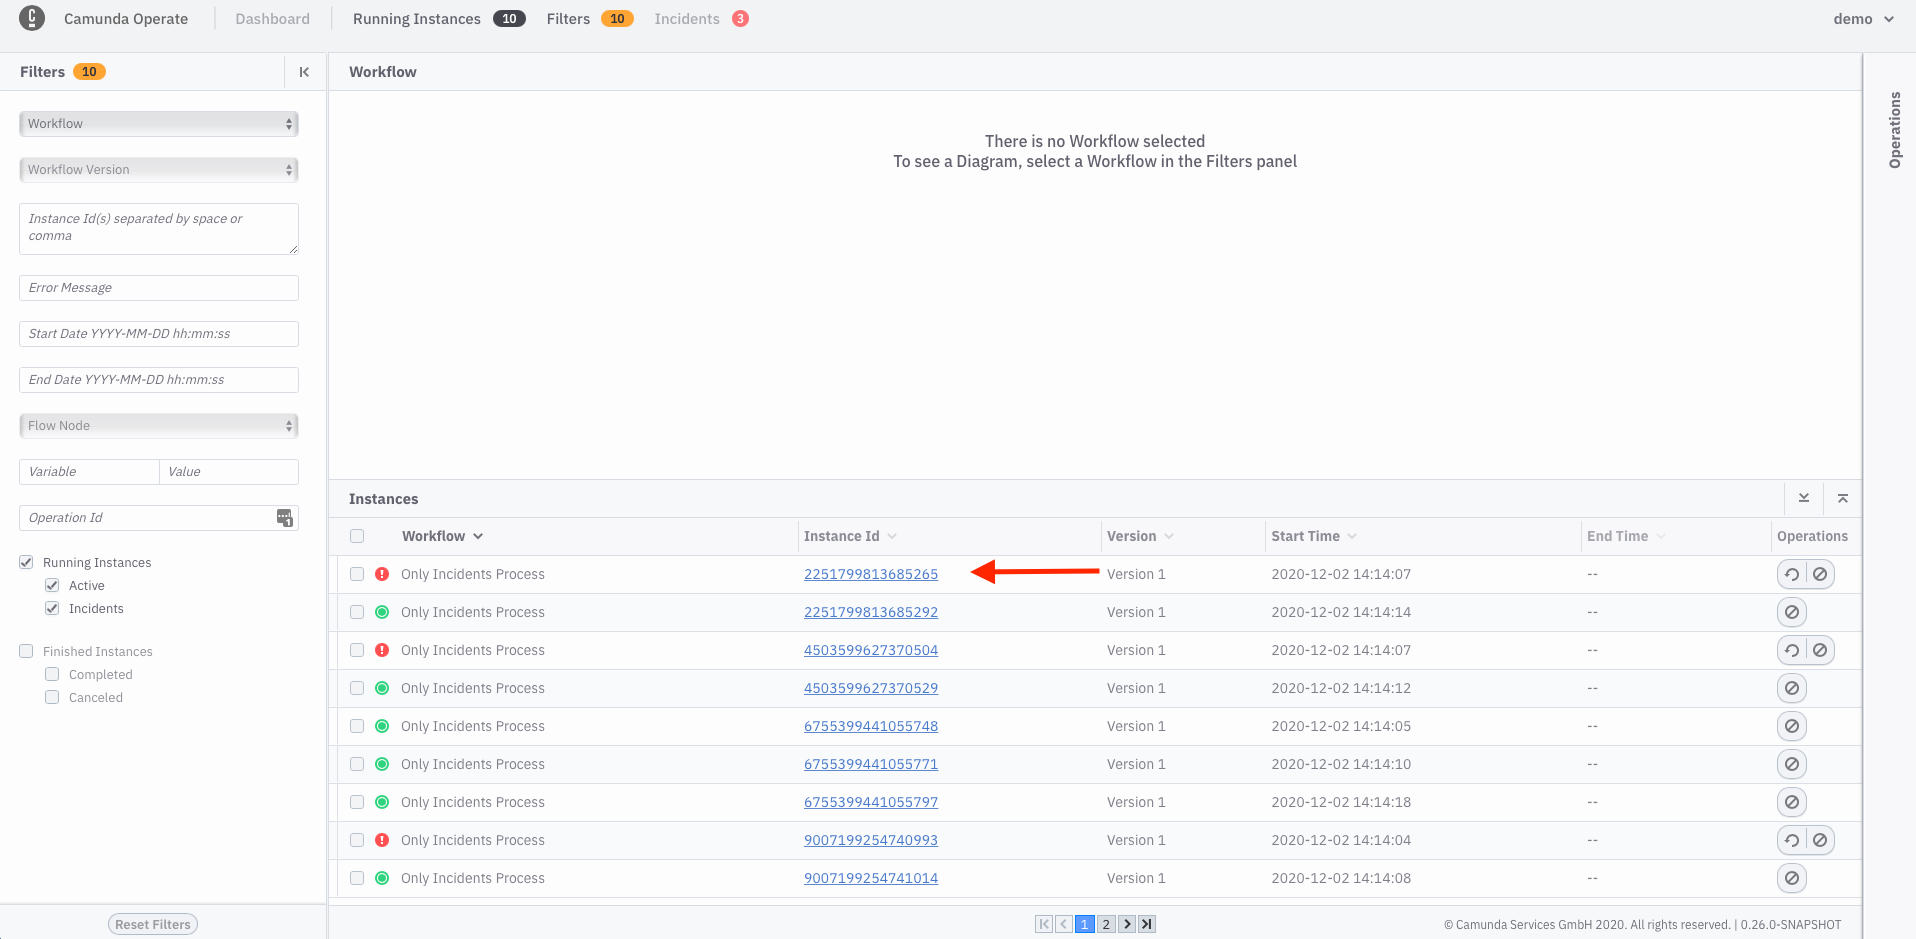 Camunda Operate Dashboard Running Instances 10 Filters 10 Incidents 3 demo
Filters 10
Workflow
Workflow Version
Instance Id(s) separated by space or
comma
Error Message
Start Date YYYY-MM-DD hh:mm:ss
End Date YYYY-MM-DD hh:mm:ss
Flow Node
Variable Value
Operation Id
Running Instances
Active
Incidents
Finished Instances
Completed
Canceled
Reset Filters
Workflow
There is no Workflow selected
To see a Diagram, select a Workflow in the Filters panel
Operations
Instances
Workflow Instance Id Version Start Time End Time Operations
Only Incidents Process 2251799813685265 Version 1 2020-12-02 14:14:07 --
Only Incidents Process 2251799813685292 Version 1 2020-12-02 14:14:14 --
Only Incidents Process 4503599627370504 Version 1 2020-12-02 14:14:07 --
Only Incidents Process 4503599627370529 Version 1 2020-12-02 14:14:12 --
Only Incidents Process 6755399441055748 Version 1 2020-12-02 14:14:05 --
Only Incidents Process 6755399441055771 Version 1 2020-12-02 14:14:10 --
Only Incidents Process 6755399441055797 Version 1 2020-12-02 14:14:18 --
Only Incidents Process 9007199254740993 Version 1 2020-12-02 14:14:04 --
Only Incidents Process 9007199254741014 Version 1 2020-12-02 14:14:08 --
1 2
© Camunda Services GmbH 2020. All rights reserved. | 0.26.0-SNAPSHOT